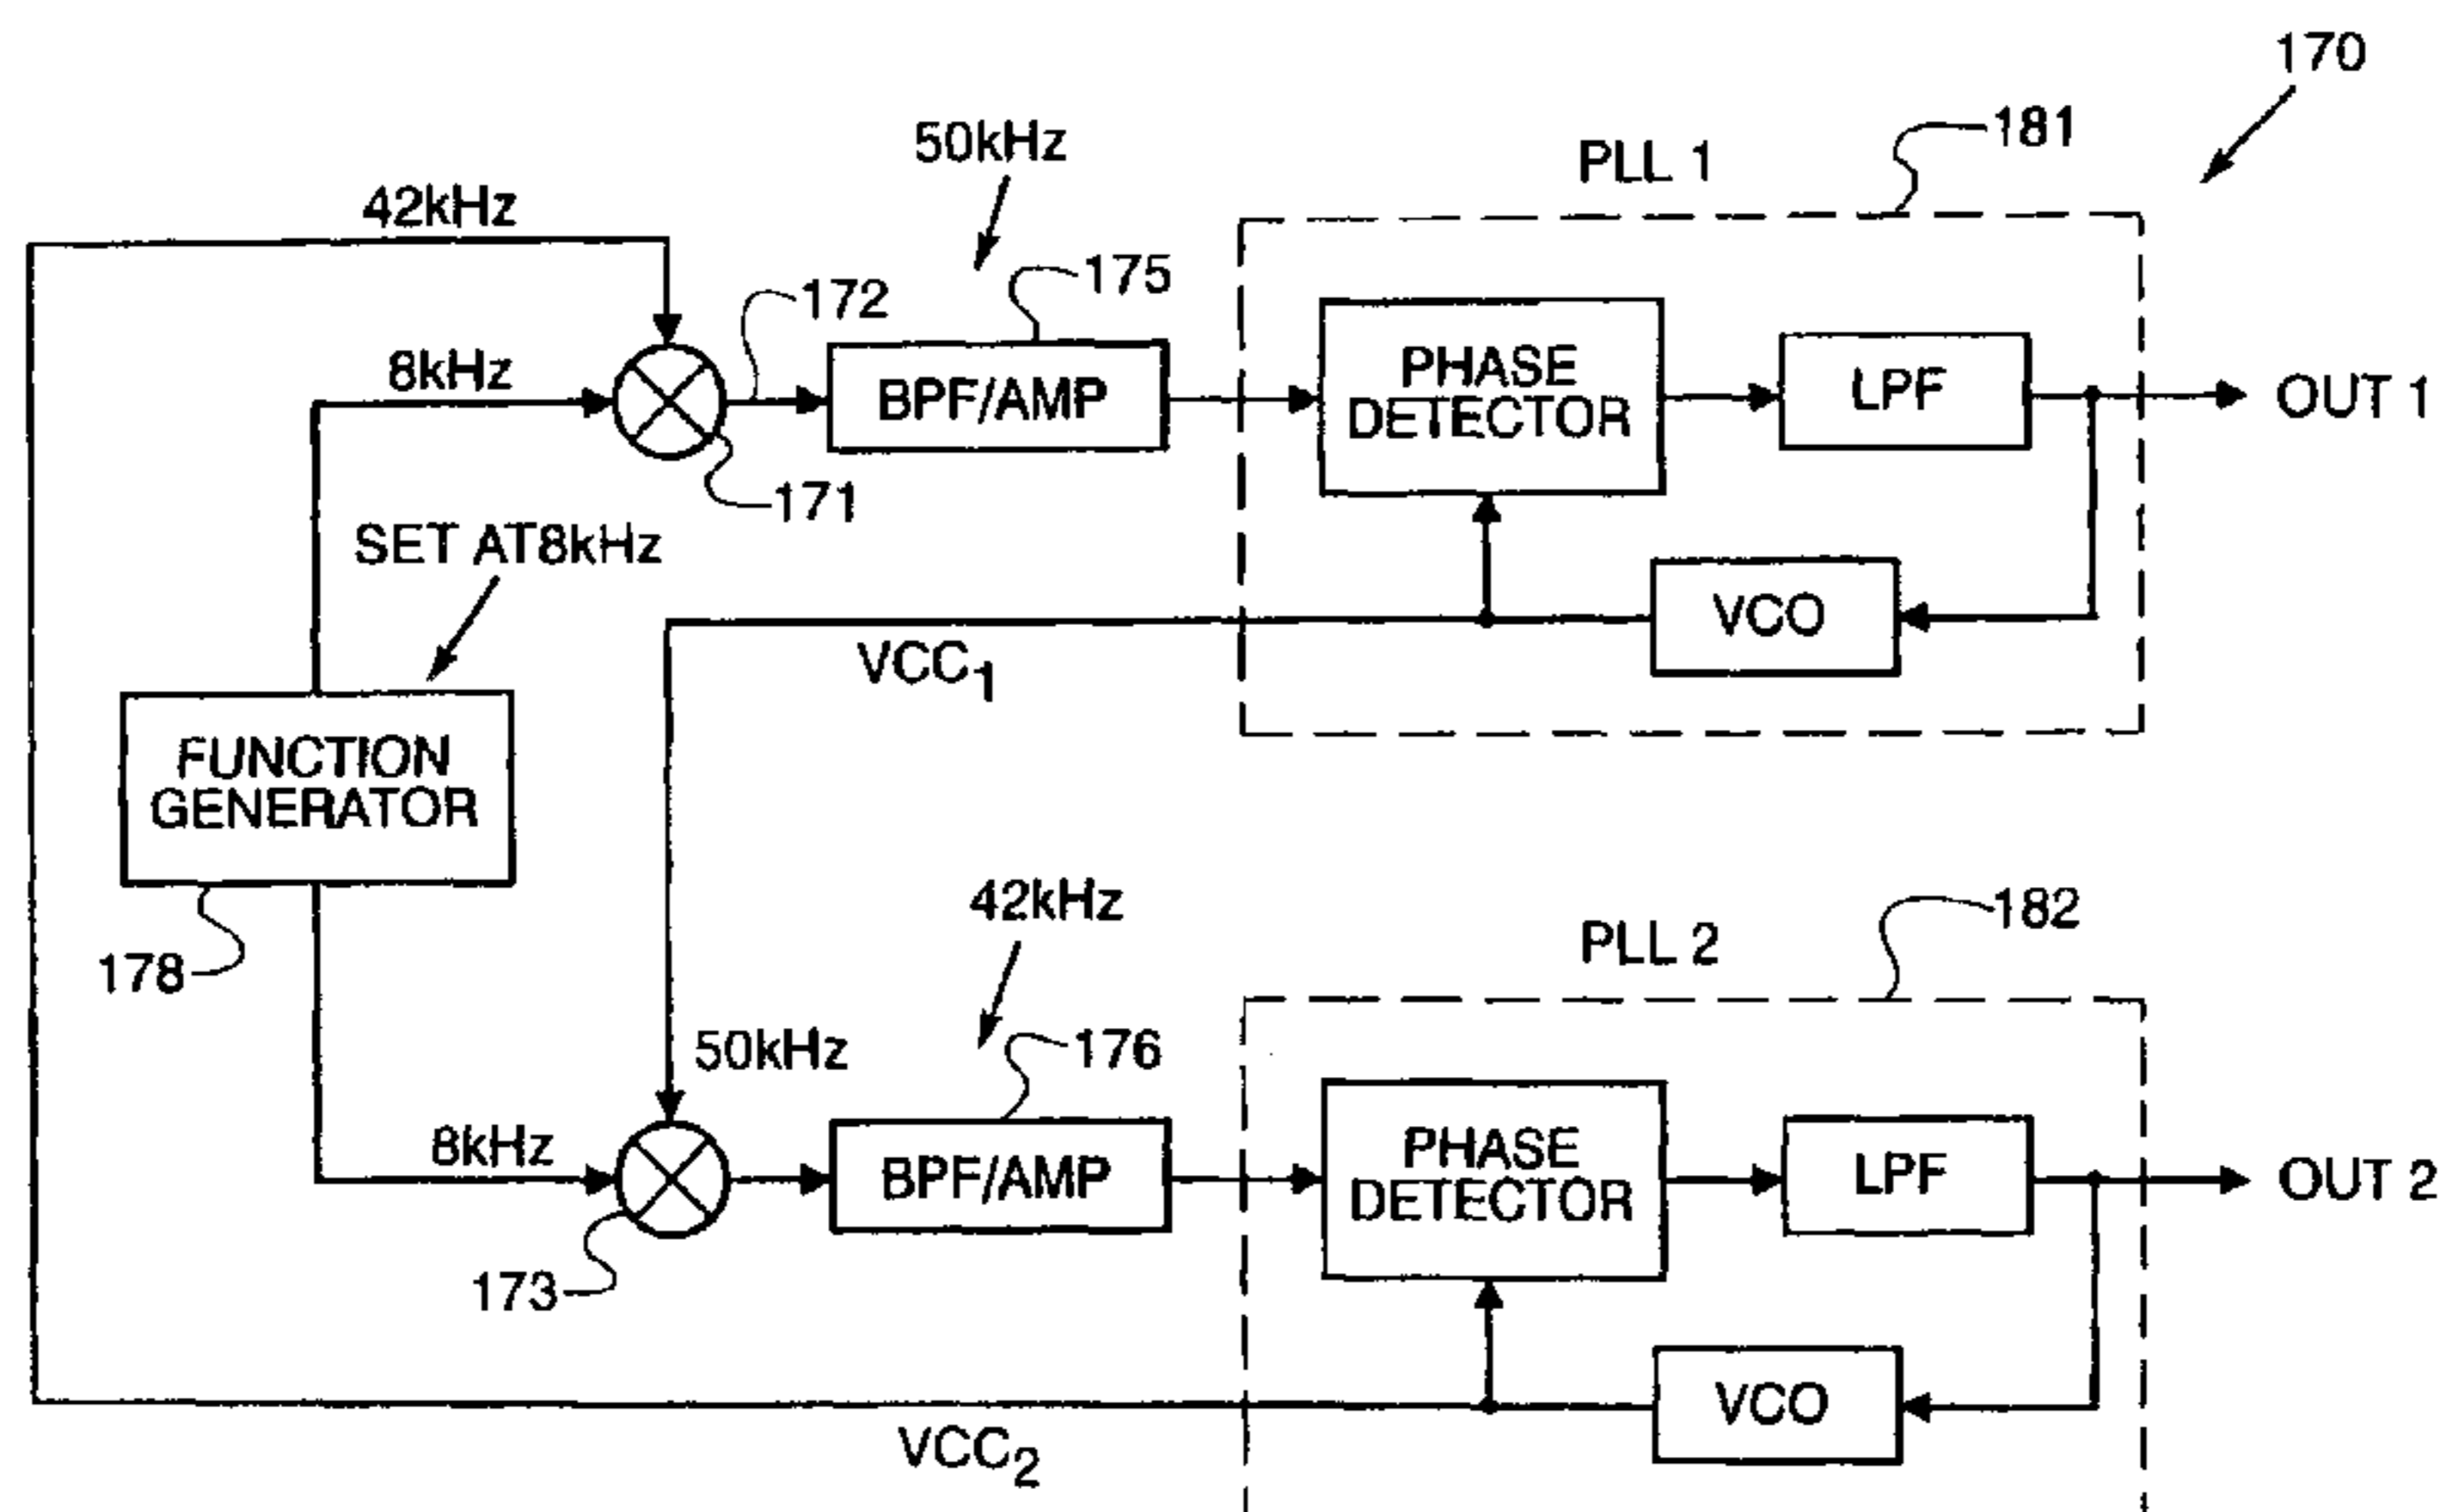 170
50kHz
PLL 1
181
42kHz
172
175
8kHz
BPF/AMP
PHASE
DETECTOR
LPF
OUT 1
171
SET AT8kHz
VCO
VCC1
FUNCTION
GENERATOR
178
42kHz
PLL 2
182
50kHz
176
8kHz
BPF/AMP
PHASE
DETECTOR
LPF
OUT 2
173
VCO
VCC2